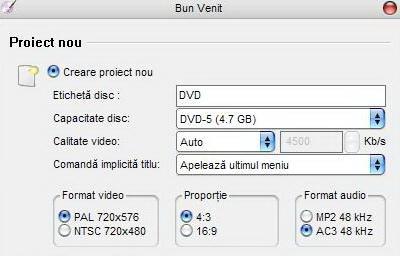 Bun Venit
Proiect nou
Creare proiect nou
Etichetă disc : DVD
Capacitate disc: DVD-5 (4.7 GB)
Calitate video: Auto 4500 Kb/s
Comandă implicită titlu: Apelează ultimul meniu
Format video Proporție Format audio
PAL 720x576 4:3 MP2 48 kHz
NTSC 720x480 16:9 AC3 48 kHz